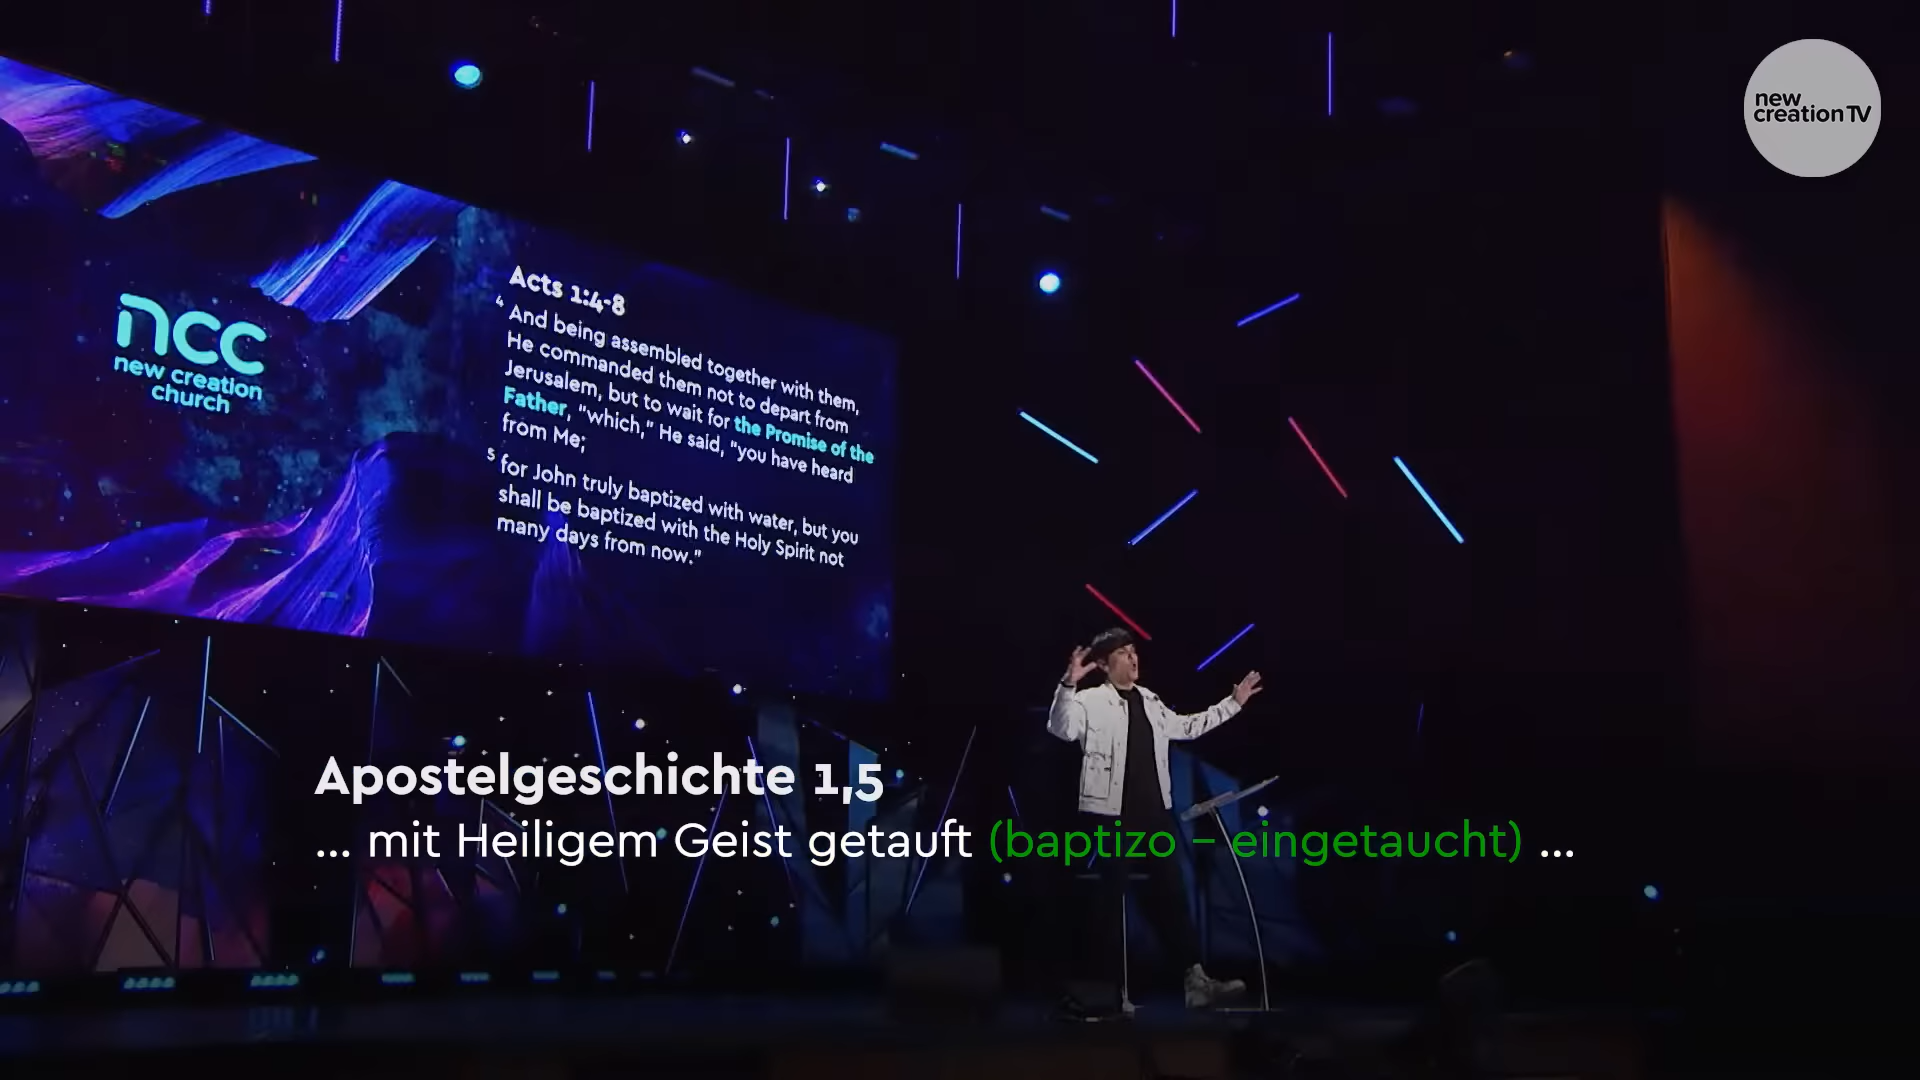 new
creationTV
ncc
new creation
church
Acts 1:4-8
4 And being assembled together with them,
He commanded them not to depart from
Jerusalem, but to wait for the Promise of the
Father, "which," He said, "you have heard
from Me;
5 for John truly baptized with water, but you
shall be baptized with the Holy Spirit not
many days from now."
Apostelgeschichte 1,5
... mit Heiligem Geist getauft (baptizo – eingetaucht) ...